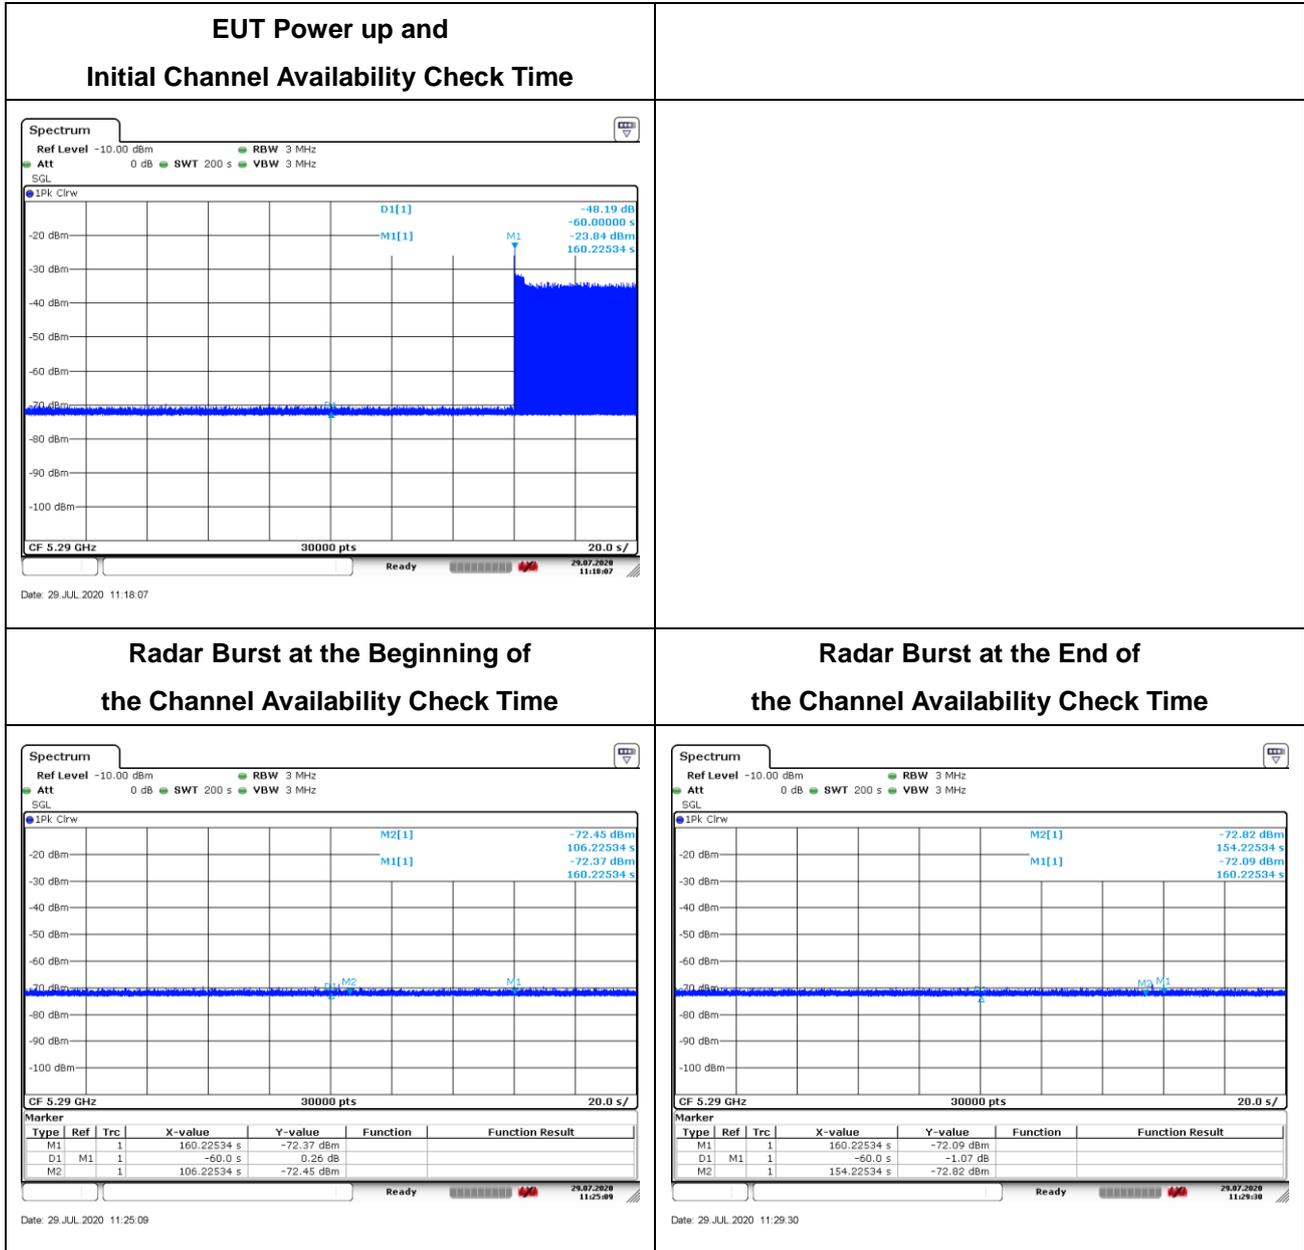 EUT Power up and
Initial Channel Availability Check Time
Spectrum
Ref Level -10.00 dBm RBW 3 MHz
Att 0 dB SWT 200 s VBW 3 MHz
SGL
1Pk Clrw
D1[1] -48.19 dB
-60.00000 s
-20 dBm M1[1] M1 -23.84 dBm
160.22534 s
-30 dBm
-40 dBm
-50 dBm
-60 dBm
-70 dBm D1
-80 dBm
-90 dBm
-100 dBm
CF 5.29 GHz 30000 pts 20.0 s/
Ready 29.07.2020
11:18:07
Date: 29.JUL.2020 11:18:07
Radar Burst at the Beginning of
the Channel Availability Check Time
Spectrum
Ref Level -10.00 dBm RBW 3 MHz
Att 0 dB SWT 200 s VBW 3 MHz
SGL
1Pk Clrw
M2[1] -72.45 dBm
106.22534 s
-20 dBm M1[1] -72.37 dBm
160.22534 s
-30 dBm
-40 dBm
-50 dBm
-60 dBm
-70 dBm D1 M2 M1
-80 dBm
-90 dBm
-100 dBm
CF 5.29 GHz 30000 pts 20.0 s/
Marker
Type Ref Trc X-value Y-value Function Function Result
M1 1 160.22534 s -72.37 dBm
D1 M1 1 -60.0 s 0.26 dB
M2 1 106.22534 s -72.45 dBm
Ready 29.07.2020
11:25:09
Date: 29.JUL.2020 11:25:09
Radar Burst at the End of
the Channel Availability Check Time
Spectrum
Ref Level -10.00 dBm RBW 3 MHz
Att 0 dB SWT 200 s VBW 3 MHz
SGL
1Pk Clrw
M2[1] -72.82 dBm
154.22534 s
-20 dBm M1[1] -72.09 dBm
160.22534 s
-30 dBm
-40 dBm
-50 dBm
-60 dBm
-70 dBm D1 M2 M1
-80 dBm
-90 dBm
-100 dBm
CF 5.29 GHz 30000 pts 20.0 s/
Marker
Type Ref Trc X-value Y-value Function Function Result
M1 1 160.22534 s -72.09 dBm
D1 M1 1 -60.0 s -1.07 dB
M2 1 154.22534 s -72.82 dBm
Ready 29.07.2020
11:29:30
Date: 29.JUL.2020 11:29:30